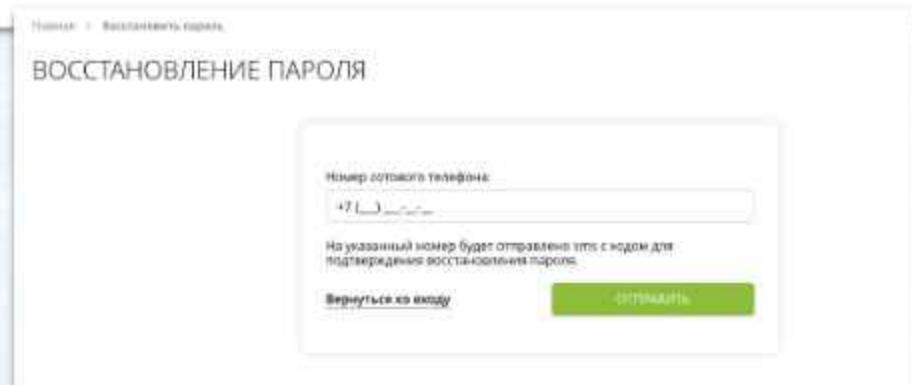 Главная > Восстановить пароль
ВОССТАНОВЛЕНИЕ ПАРОЛЯ
Номер сотового телефона:
+7 (___) ___-__-__
На указанный номер будет отправлено sms с кодом для
подтверждения восстановления пароля.
Вернуться ко входу
ОТПРАВИТЬ